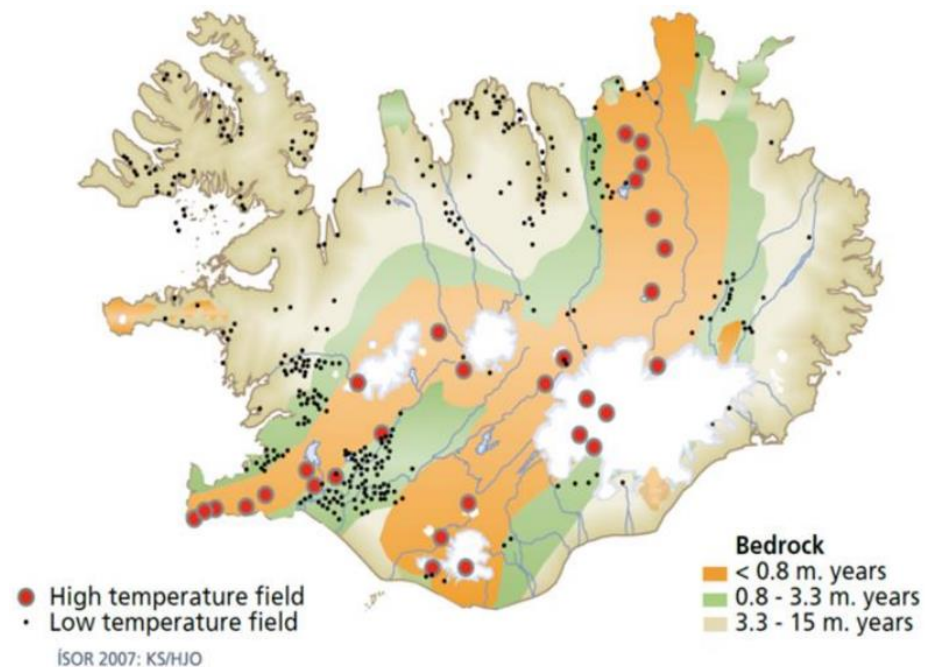 Bedrock
< 0.8 m. years
0.8 - 3.3 m. years
3.3 - 15 m. years
High temperature field
Low temperature field
ÍSOR 2007: KS/HJO